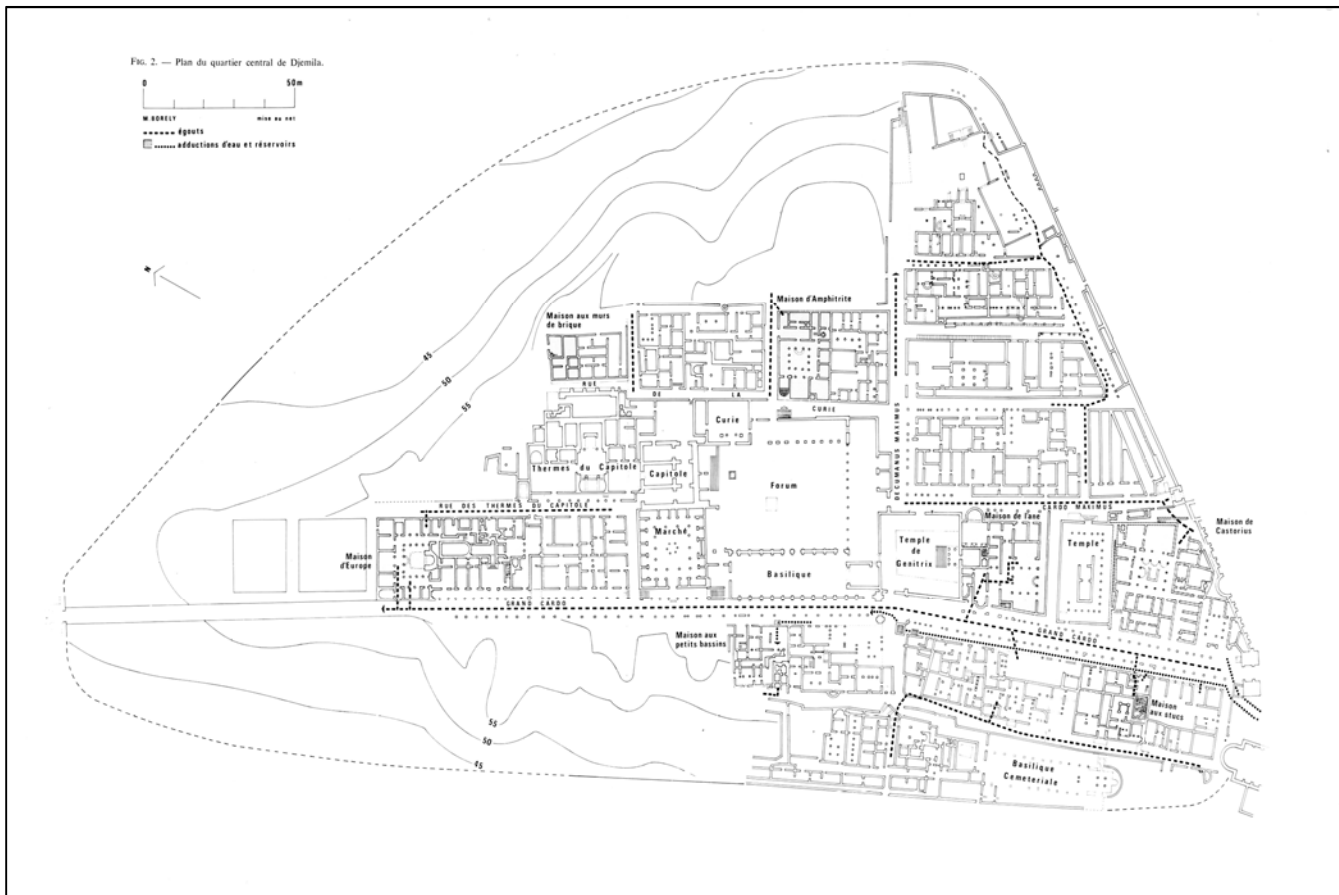 FIG. 2. — Plan du quartier central de Djemila.
0 50m
M.BORELY mise au net
égouts
adductions d'eau et réservoirs
N
45
50
55
Maison aux murs
de brique
Maison d'Amphitrite
RUE DE LA CURIE
Curie
Thermes du Capitole
Capitole
Forum
DECUMANUS MAXIMUS
RUE DES THERMES DU CAPITOLE
CARDO MAXIMUS
Maison de l'ane
Maison de
Castorius
Marché
Temple
de
Genitrix
Temple
Maison
d'Europe
Basilique
GRAND CARDO
GRAND CARDO
Maison aux
petits bassins
Maison
aux stucs
55
50
45
Basilique
Cemeteriale